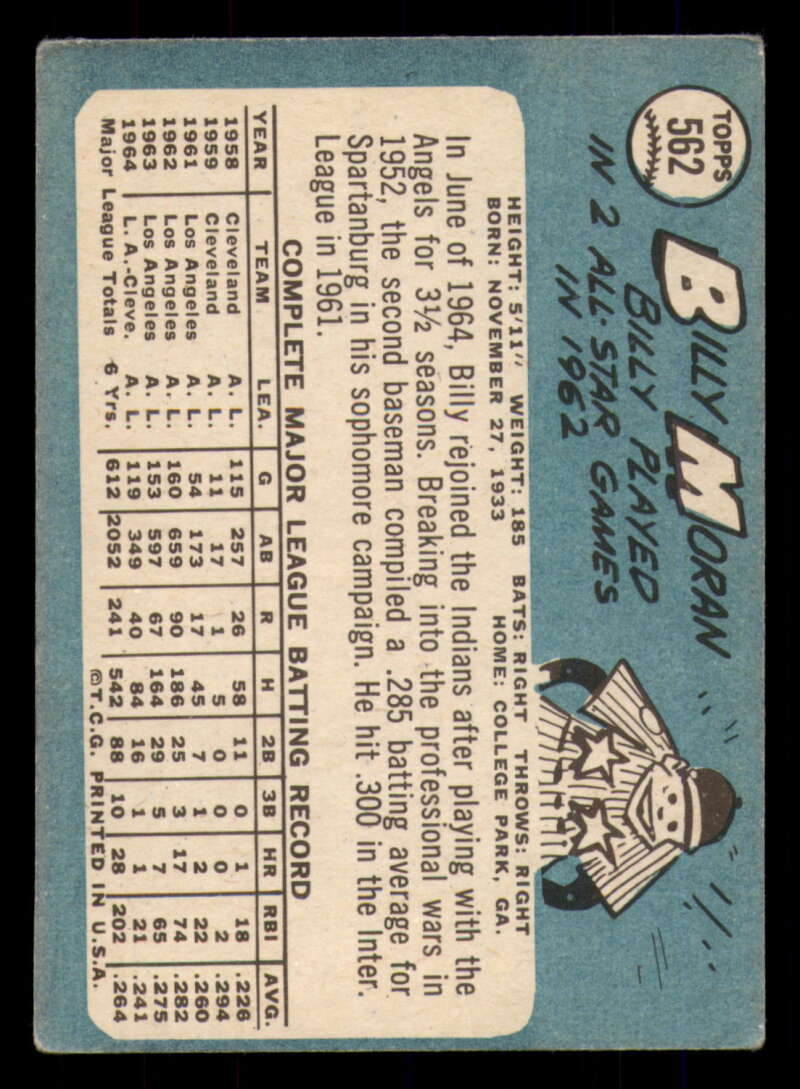 TOPPS
562
BILLY MORAN
BILLY PLAYED
IN 2 ALL-STAR GAMES
IN 1962
HEIGHT: 5'11" WEIGHT: 185 BATS: RIGHT THROWS: RIGHT
BORN: NOVEMBER 27, 1933 HOME: COLLEGE PARK, GA.
In June of 1964, Billy rejoined the Indians after playing with the
Angels for 3½ seasons. Breaking into the professional wars in
1952, the second baseman compiled a .285 batting average for
Spartanburg in his sophomore campaign. He hit .300 in the Inter.
League in 1961.
COMPLETE MAJOR LEAGUE BATTING RECORD
YEAR TEAM LEA. G AB R H 2B 3B HR RBI AVG.
1958 Cleveland A. L. 115 257 26 58 11 0 1 18 .226
1959 Cleveland A. L. 11 17 1 5 0 0 0 2 .294
1961 Los Angeles A. L. 54 173 17 45 7 1 2 22 .260
1962 Los Angeles A. L. 160 659 90 186 25 3 17 74 .282
1963 Los Angeles A. L. 153 597 67 164 29 5 7 65 .275
1964 L. A.-Cleve. A. L. 119 349 40 84 16 1 1 21 .241
Major League Totals 6 Yrs. 612 2052 241 542 88 10 28 202 .264
©T.C.G. PRINTED IN U.S.A.